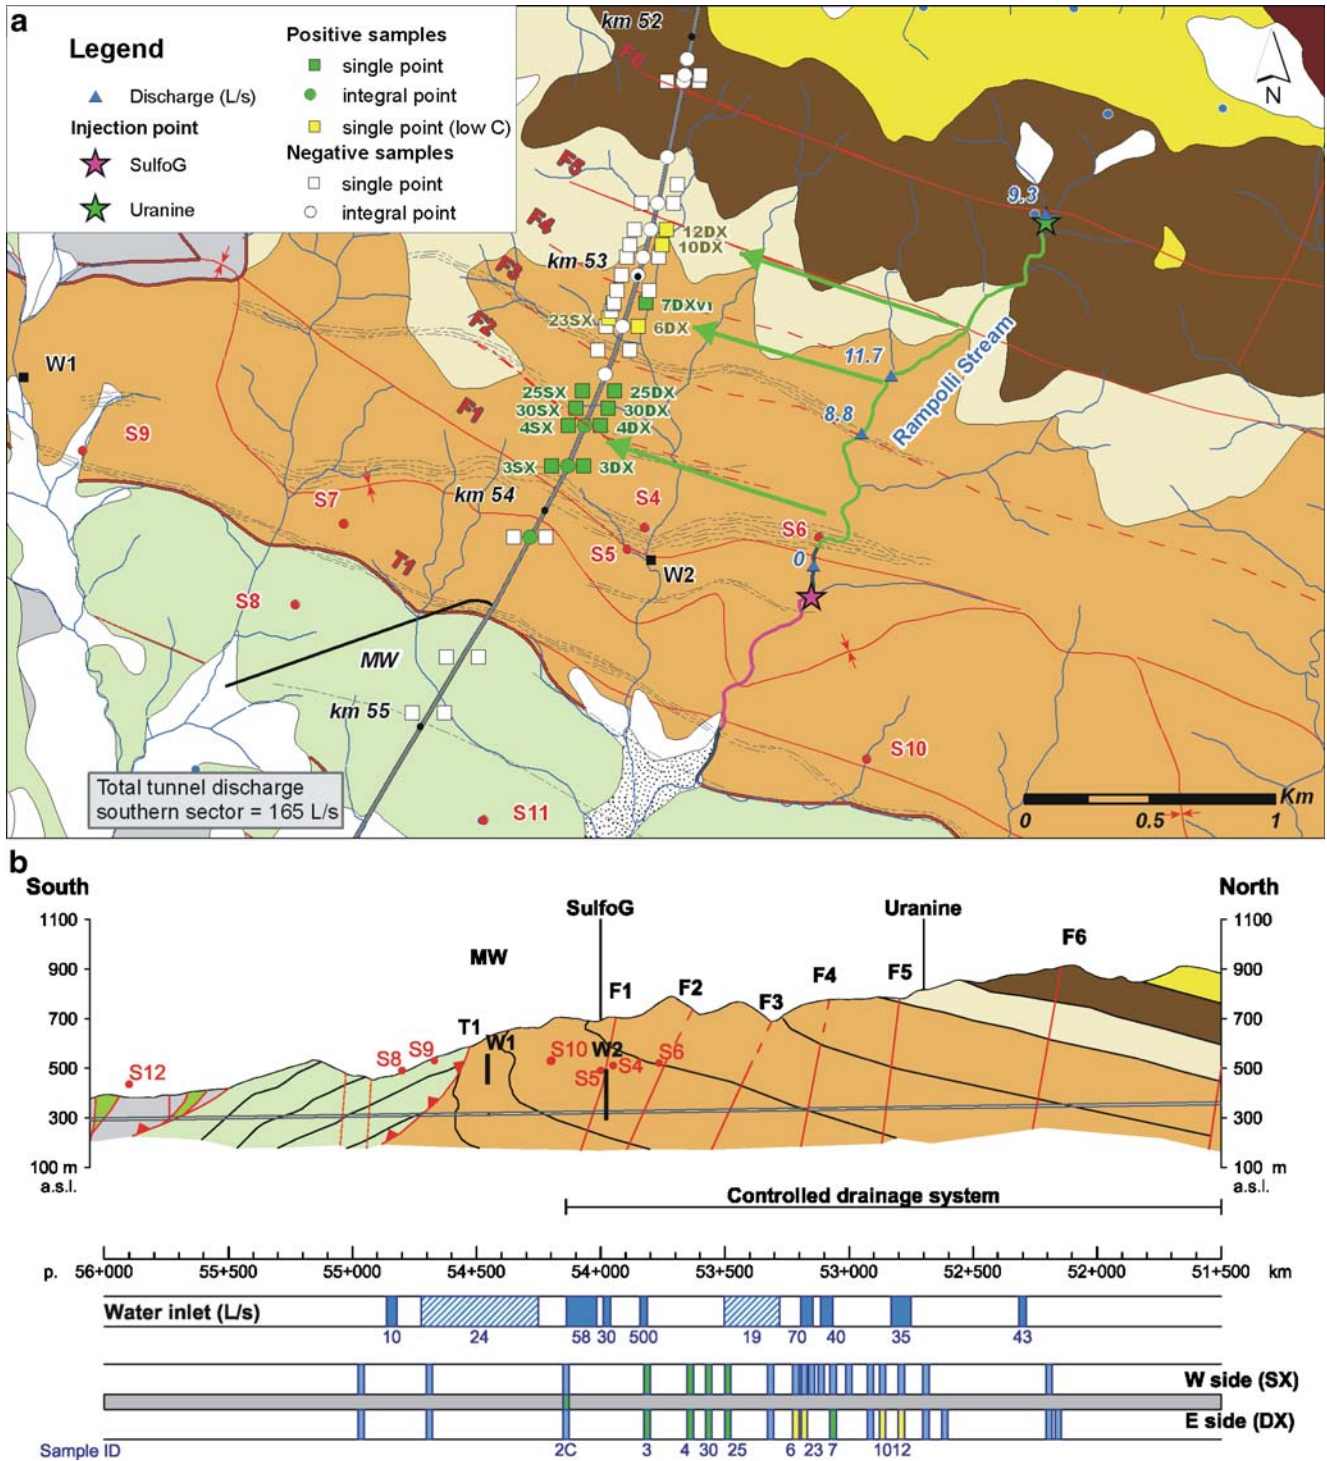 a
Legend
Discharge (L/s)
Injection point
SulfoG
Uranine
Positive samples
single point
integral point
single point (low C)
Negative samples
single point
integral point
km 52
F6
N
F5
F4
F3
F2
F1
T1
km 53
12DX
10DX
7DXVI
23SX
6DX
25SX
25DX
30SX
30DX
4SX
4DX
3SX
3DX
km 54
9.3
11.7
8.8
0
Rampolli Stream
W1
S9
S7
S4
S5
S6
W2
S8
MW
km 55
S10
S11
Total tunnel discharge
southern sector = 165 L/s
Km
0 0.5 1
b
South
North
SulfoG
Uranine
1100
900
700
500
300
100 m
a.s.l.
1100
900
700
500
300
100 m
a.s.l.
MW
F1
F2
F3
F4
F5
F6
T1
W1
S10
W2
S4
S5
S6
S9
S8
S12
Controlled drainage system
p. 56+000 55+500 55+000 54+500 54+000 53+500 53+000 52+500 52+000 51+500 km
Water inlet (L/s)
10 24 58 30 500 19 70 40 35 43
W side (SX)
E side (DX)
Sample ID 2C 3 4 30 25 6 23 7 10 12